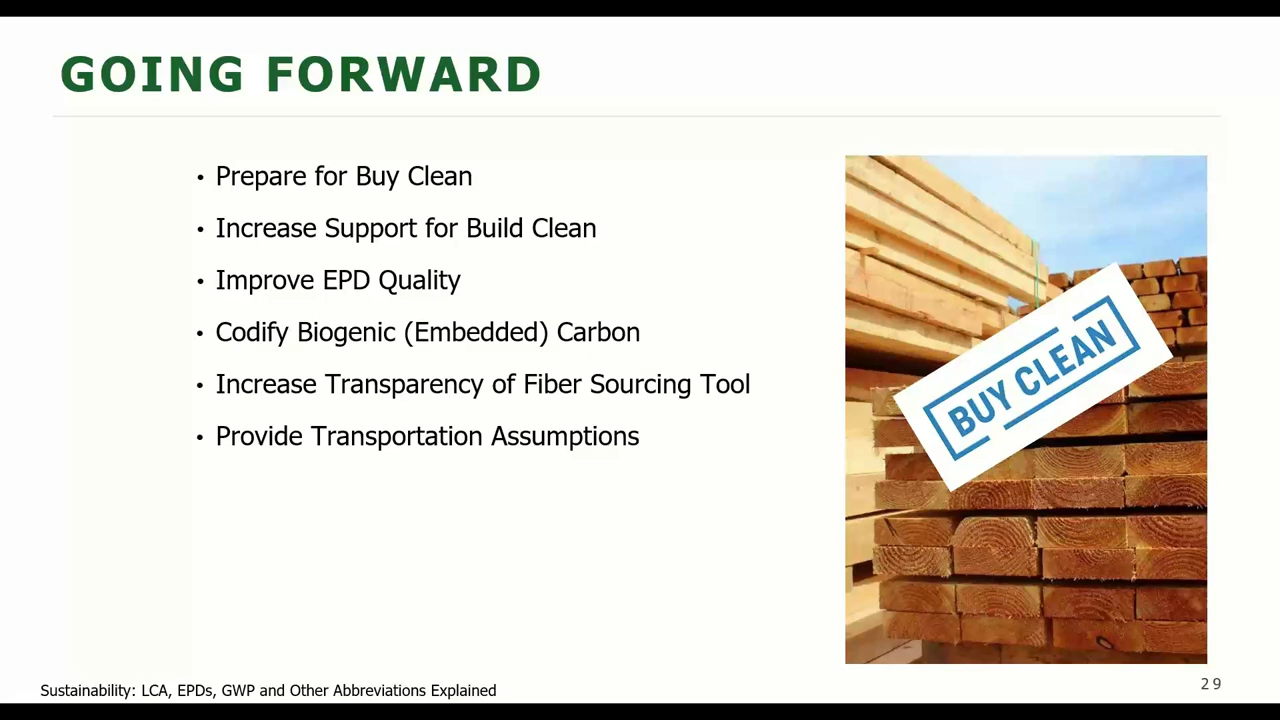 GOING FORWARD
• Prepare for Buy Clean
• Increase Support for Build Clean
• Improve EPD Quality
• Codify Biogenic (Embedded) Carbon
• Increase Transparency of Fiber Sourcing Tool
• Provide Transportation Assumptions
BUY CLEAN
Sustainability: LCA, EPDs, GWP and Other Abbreviations Explained
29